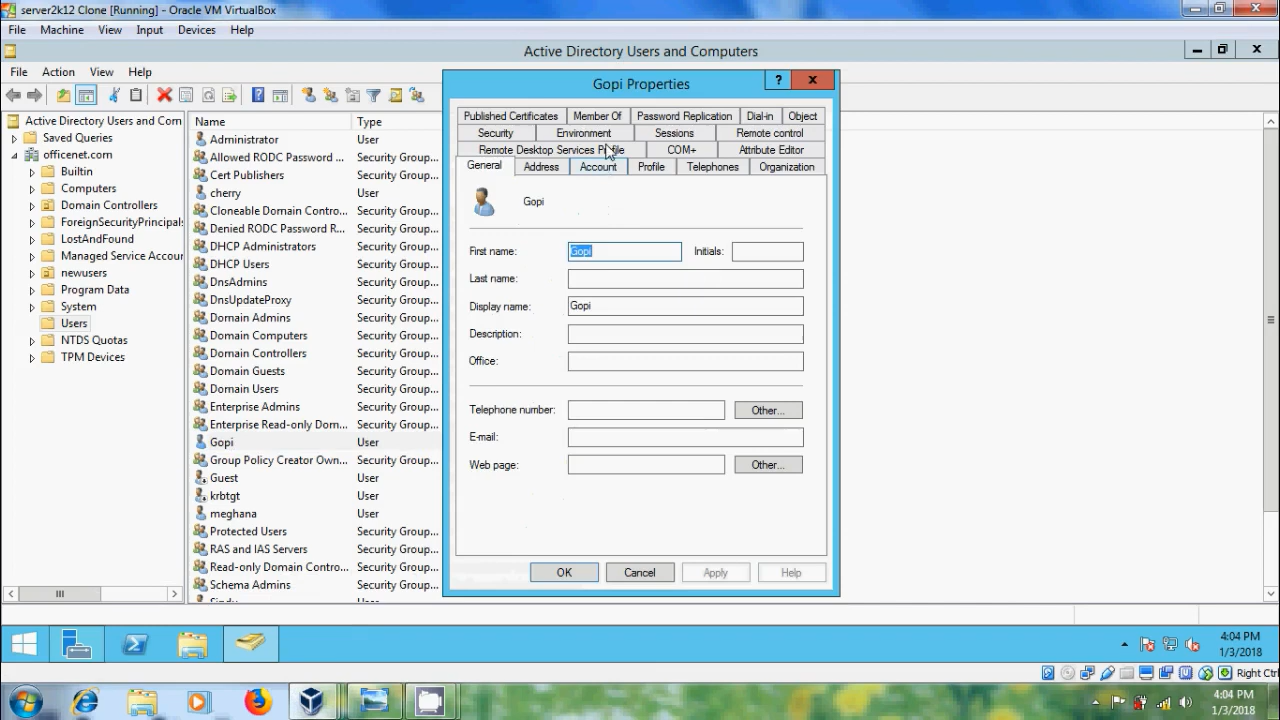 server2k12 Clone [Running] - Oracle VM VirtualBox
File Machine View Input Devices Help
Active Directory Users and Computers
File Action View Help
Gopi Properties
?
Active Directory Users and Com
Saved Queries
officenet.com
Builtin
Computers
Domain Controllers
ForeignSecurityPrincipals
LostAndFound
Managed Service Accour
newusers
Program Data
System
Users
NTDS Quotas
TPM Devices
Name Type
Administrator User
Allowed RODC Password ... Security Group...
Cert Publishers Security Group...
cherry User
Cloneable Domain Contro... Security Group...
Denied RODC Password R... Security Group...
DHCP Administrators Security Group...
DHCP Users Security Group...
DnsAdmins Security Group...
DnsUpdateProxy Security Group...
Domain Admins Security Group...
Domain Computers Security Group...
Domain Controllers Security Group...
Domain Guests Security Group...
Domain Users Security Group...
Enterprise Admins Security Group...
Enterprise Read-only Dom... Security Group...
Gopi User
Group Policy Creator Own... Security Group...
Guest User
krbtgt User
meghana User
Protected Users Security Group...
RAS and IAS Servers Security Group...
Read-only Domain Contro... Security Group...
Schema Admins Security Group...
Published Certificates Member Of Password Replication Dial-in Object
Security Environment Sessions Remote control
Remote Desktop Services Profile COM+ Attribute Editor
General Address Account Profile Telephones Organization
Gopi
First name: Gopi Initials:
Last name:
Display name: Gopi
Description:
Office:
Telephone number: Other...
E-mail:
Web page: Other...
OK Cancel Apply Help
4:04 PM
1/3/2018
Right Ctrl
4:04 PM
1/3/2018